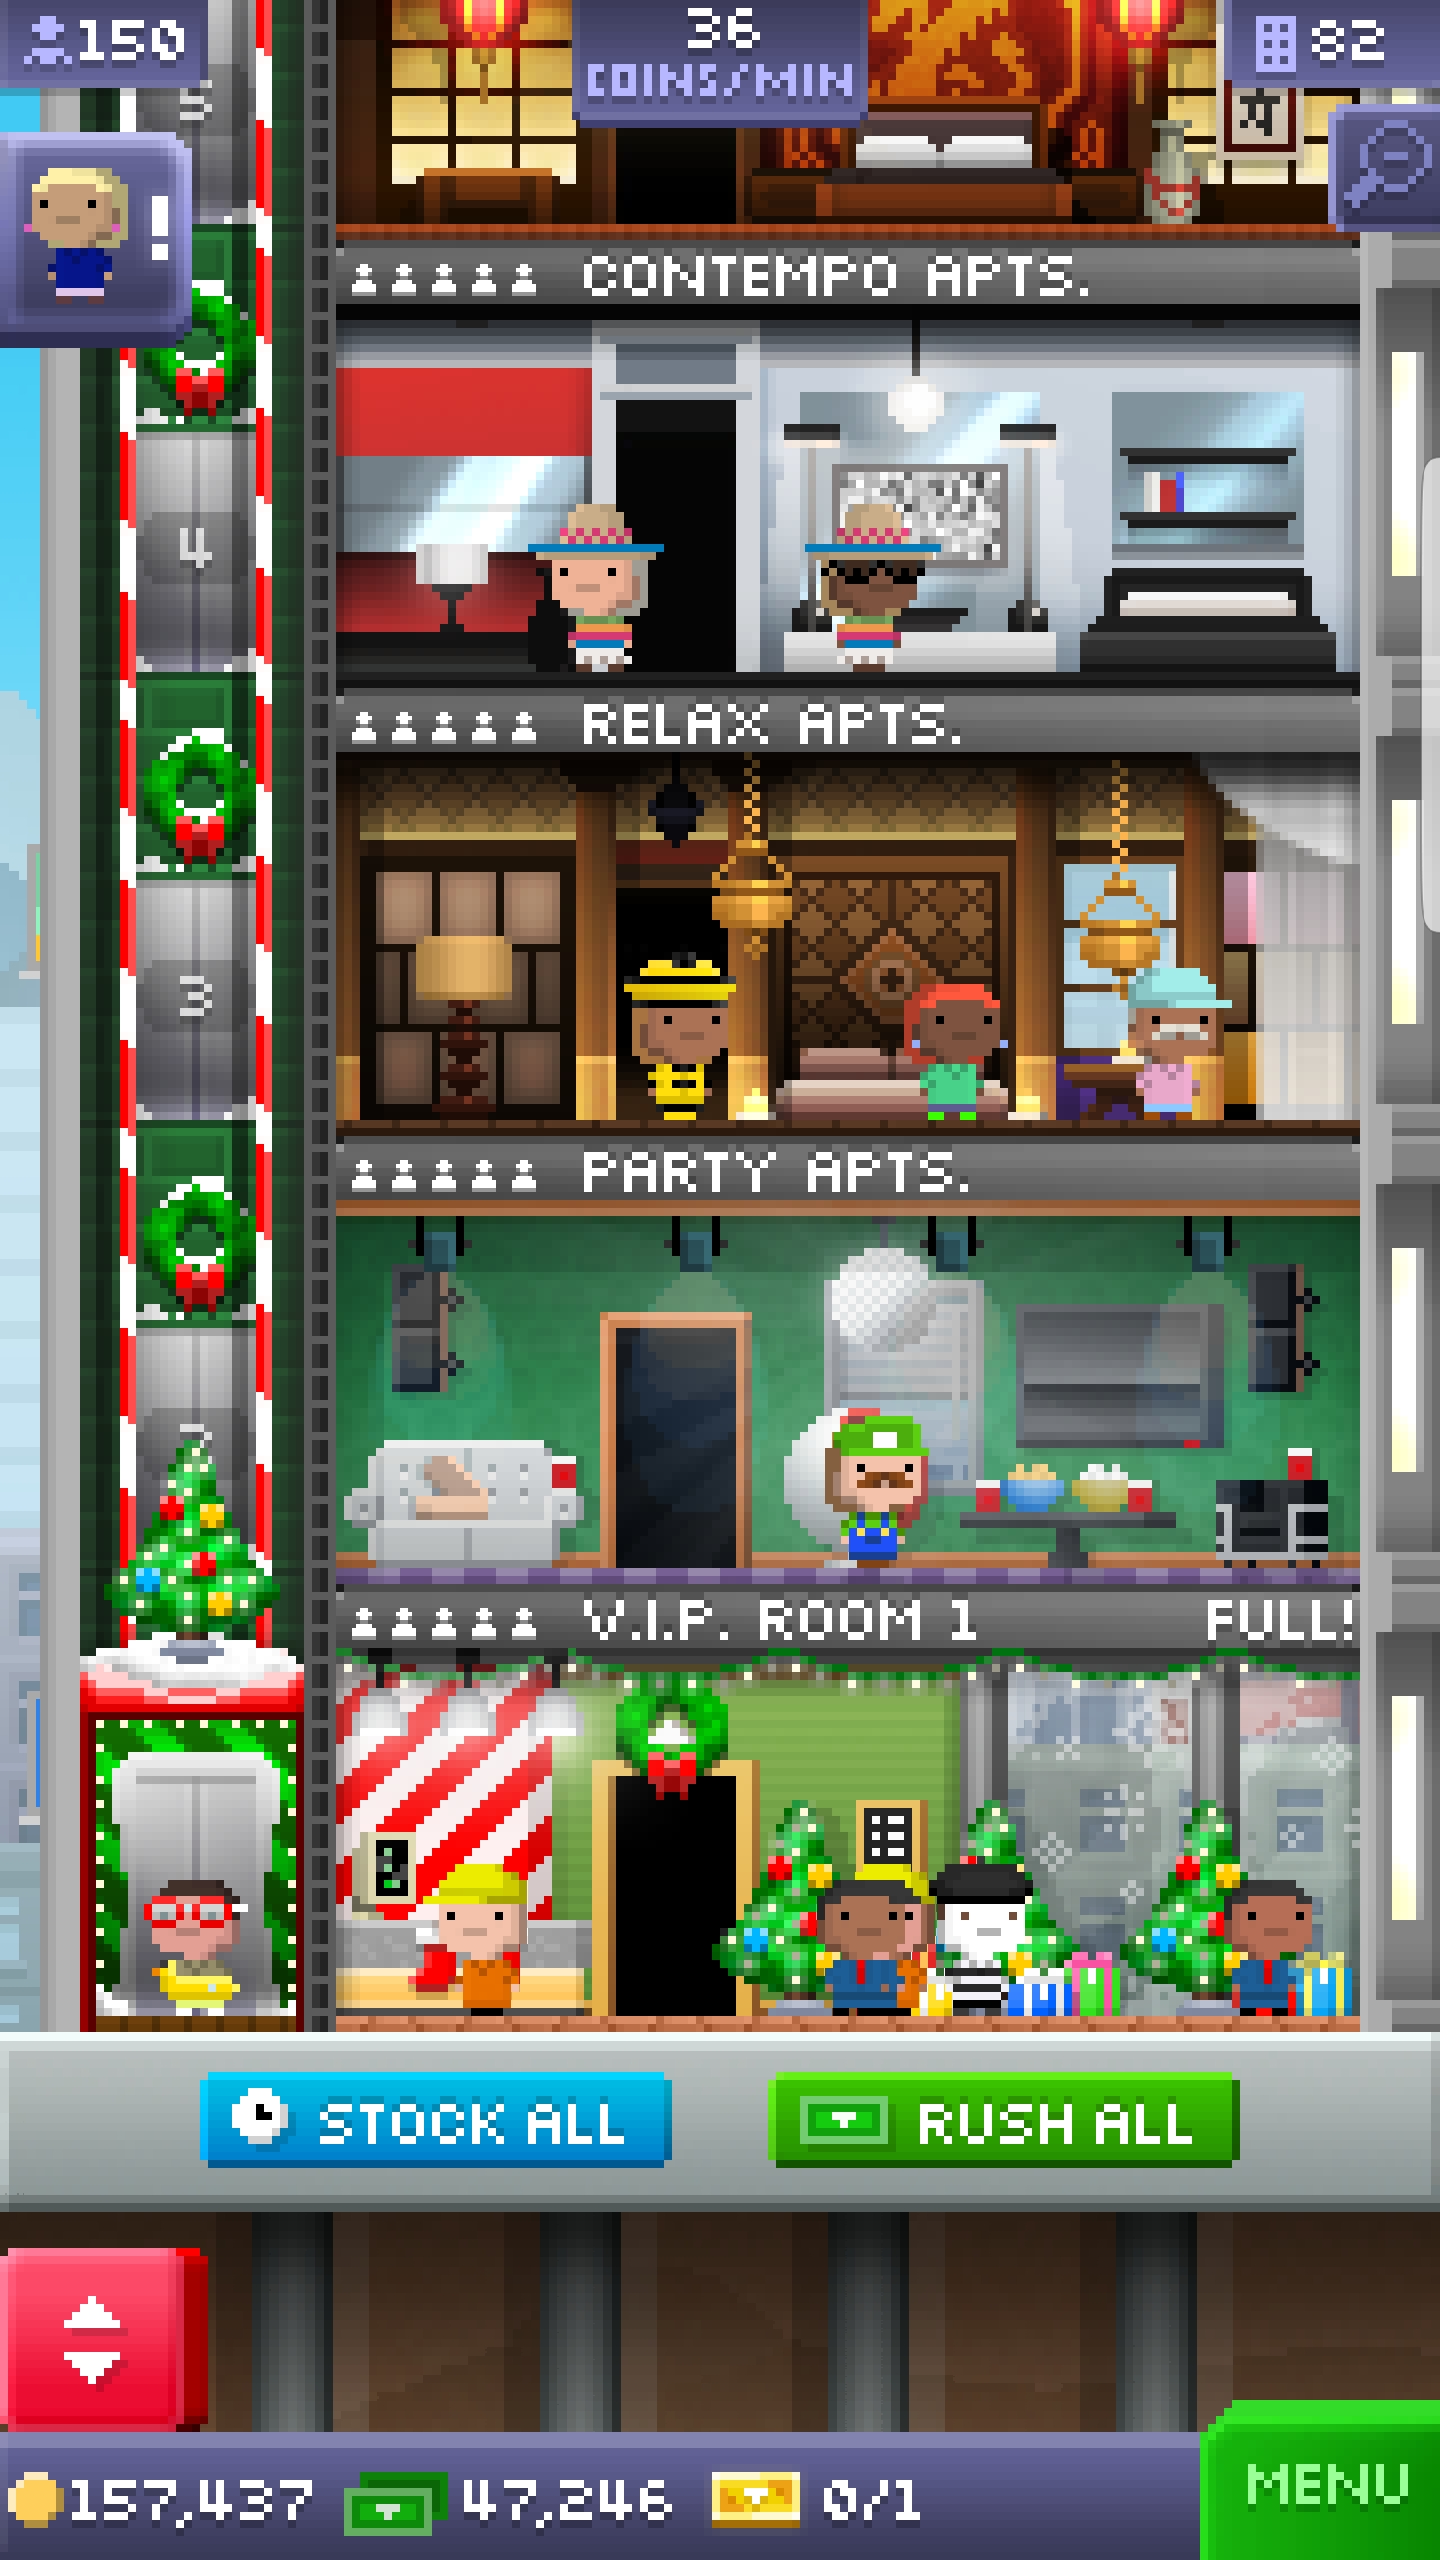 150
36
COINS/MIN
82
5
!
CONTEMPO APTS.
4
RELAX APTS.
3
PARTY APTS.
V.I.P. ROOM 1 FULL!
STOCK ALL
RUSH ALL
157,437
47,246
0/1
MENU